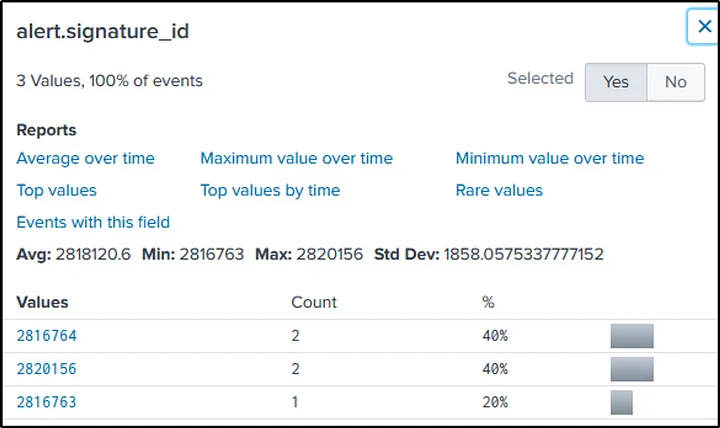 alert.signature_id
3 Values, 100% of events
Selected Yes No
Reports
Average over time Maximum value over time Minimum value over time
Top values Top values by time Rare values
Events with this field
Avg: 2818120.6 Min: 2816763 Max: 2820156 Std Dev: 1858.0575337777152
Values Count %
2816764 2 40%
2820156 2 40%
2816763 1 20%